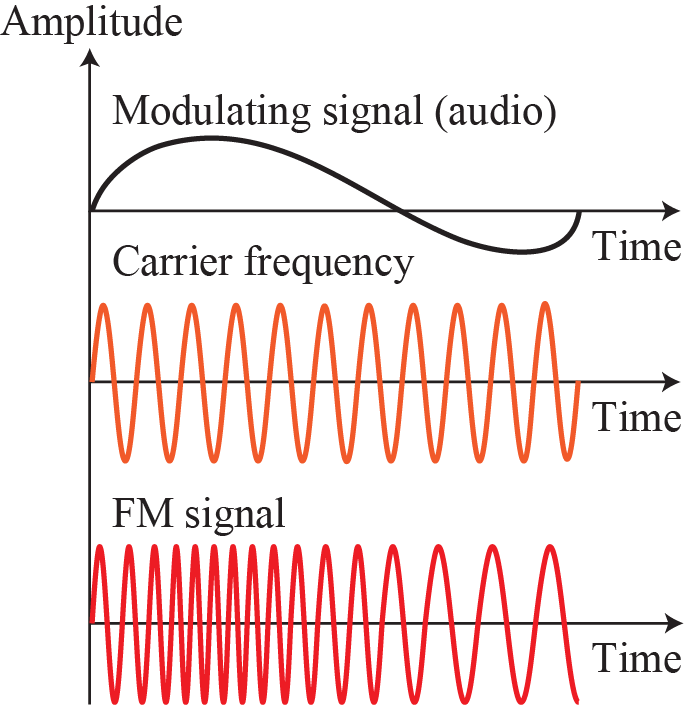 Amplitude
Modulating signal (audio)
Time
Carrier frequency
Time
FM signal
Time